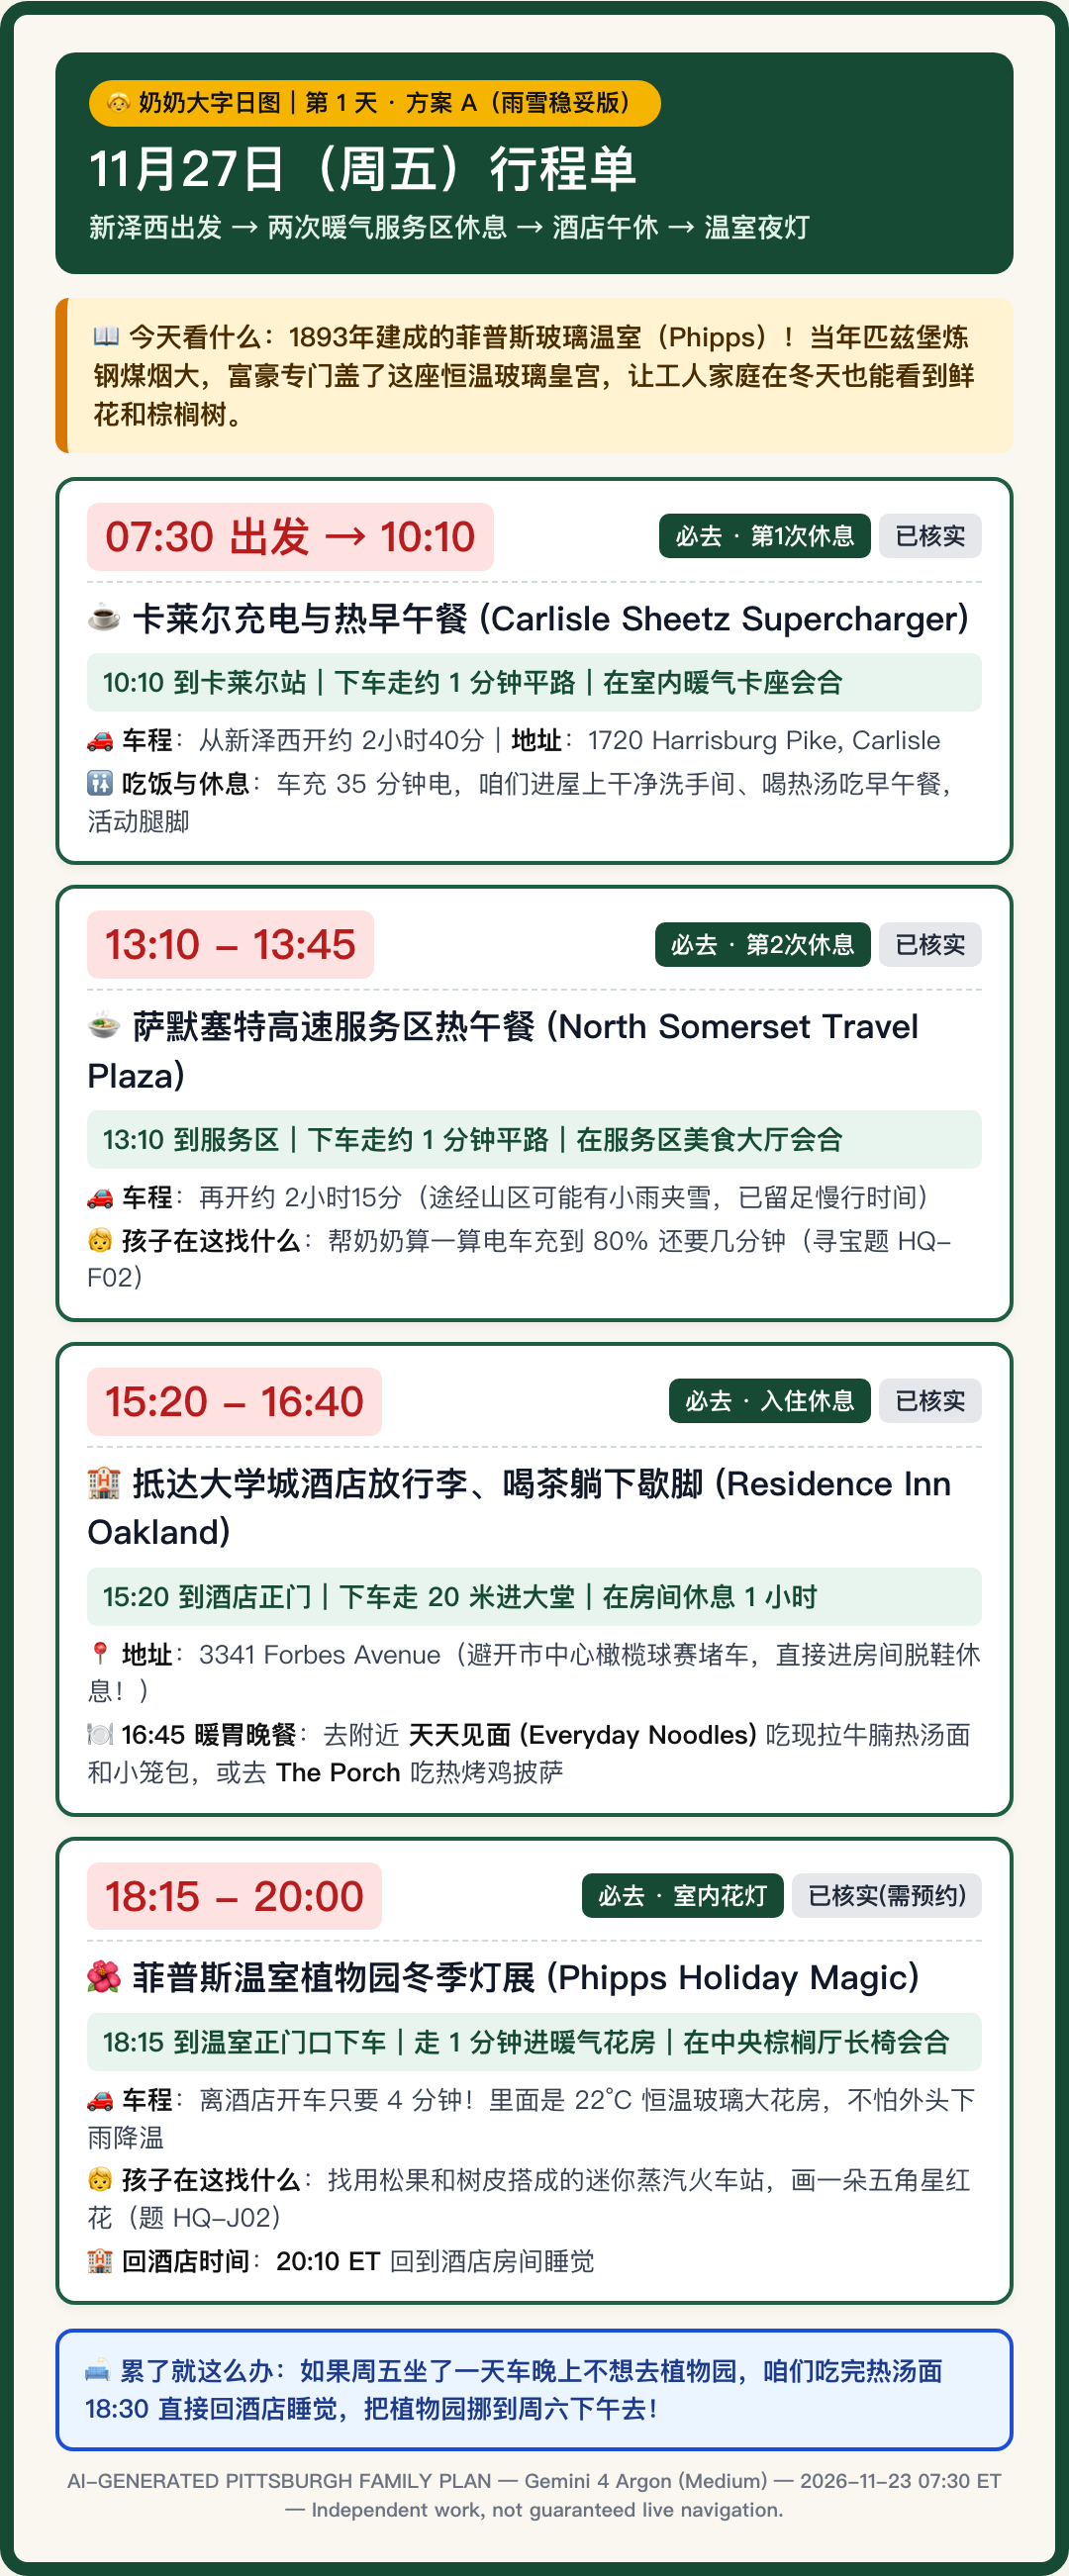 奶奶大字日图｜第 1 天 · 方案 A（雨雪稳妥版）
11月27日（周五）行程单
新泽西出发 → 两次暖气服务区休息 → 酒店午休 → 温室夜灯
今天看什么：1893年建成的菲普斯玻璃温室（Phipps）！当年匹兹堡炼
钢煤烟大，富豪专门盖了这座恒温玻璃皇宫，让工人家庭在冬天也能看到鲜
花和棕榈树。
07:30 出发 → 10:10
必去 · 第1次休息
已核实
卡莱尔充电与热早午餐 (Carlisle Sheetz Supercharger)
10:10 到卡莱尔站｜下车走约 1 分钟平路｜在室内暖气卡座会合
车程：从新泽西开约 2小时40分｜地址：1720 Harrisburg Pike, Carlisle
吃饭与休息：车充 35 分钟电，咱们进屋上干净洗手间、喝热汤吃早午餐，
活动腿脚
13:10 – 13:45
必去 · 第2次休息
已核实
萨默塞特高速服务区热午餐 (North Somerset Travel
Plaza)
13:10 到服务区｜下车走约 1 分钟平路｜在服务区美食大厅会合
车程：再开约 2小时15分（途经山区可能有小雨夹雪，已留足慢行时间）
孩子在这找什么：帮奶奶算一算电车充到 80% 还要几分钟（寻宝题 HQ-
F02）
15:20 – 16:40
必去 · 入住休息
已核实
抵达大学城酒店放行李、喝茶躺下歇脚 (Residence Inn
Oakland)
15:20 到酒店正门｜下车走 20 米进大堂｜在房间休息 1 小时
地址：3341 Forbes Avenue（避开市中心橄榄球赛堵车，直接进房间脱鞋休
息！）
16:45 暖胃晚餐：去附近 天天见面 (Everyday Noodles) 吃现拉牛腩热汤面
和小笼包，或去 The Porch 吃热烤鸡披萨
18:15 – 20:00
必去 · 室内花灯
已核实(需预约)
菲普斯温室植物园冬季灯展 (Phipps Holiday Magic)
18:15 到温室正门口下车｜走 1 分钟进暖气花房｜在中央棕榈厅长椅会合
车程：离酒店开车只要 4 分钟！里面是 22°C 恒温玻璃大花房，不怕外头下
雨降温
孩子在这找什么：找用松果和树皮搭成的迷你蒸汽火车站，画一朵五角星红
花（题 HQ-J02）
回酒店时间：20:10 ET 回到酒店房间睡觉
累了就这么办：如果周五坐了一天车晚上不想去植物园，咱们吃完热汤面
18:30 直接回酒店睡觉，把植物园挪到周六下午去！
AI-GENERATED PITTSBURGH FAMILY PLAN — Gemini 4 Argon (Medium) — 2026-11-23 07:30 ET
— Independent work, not guaranteed live navigation.